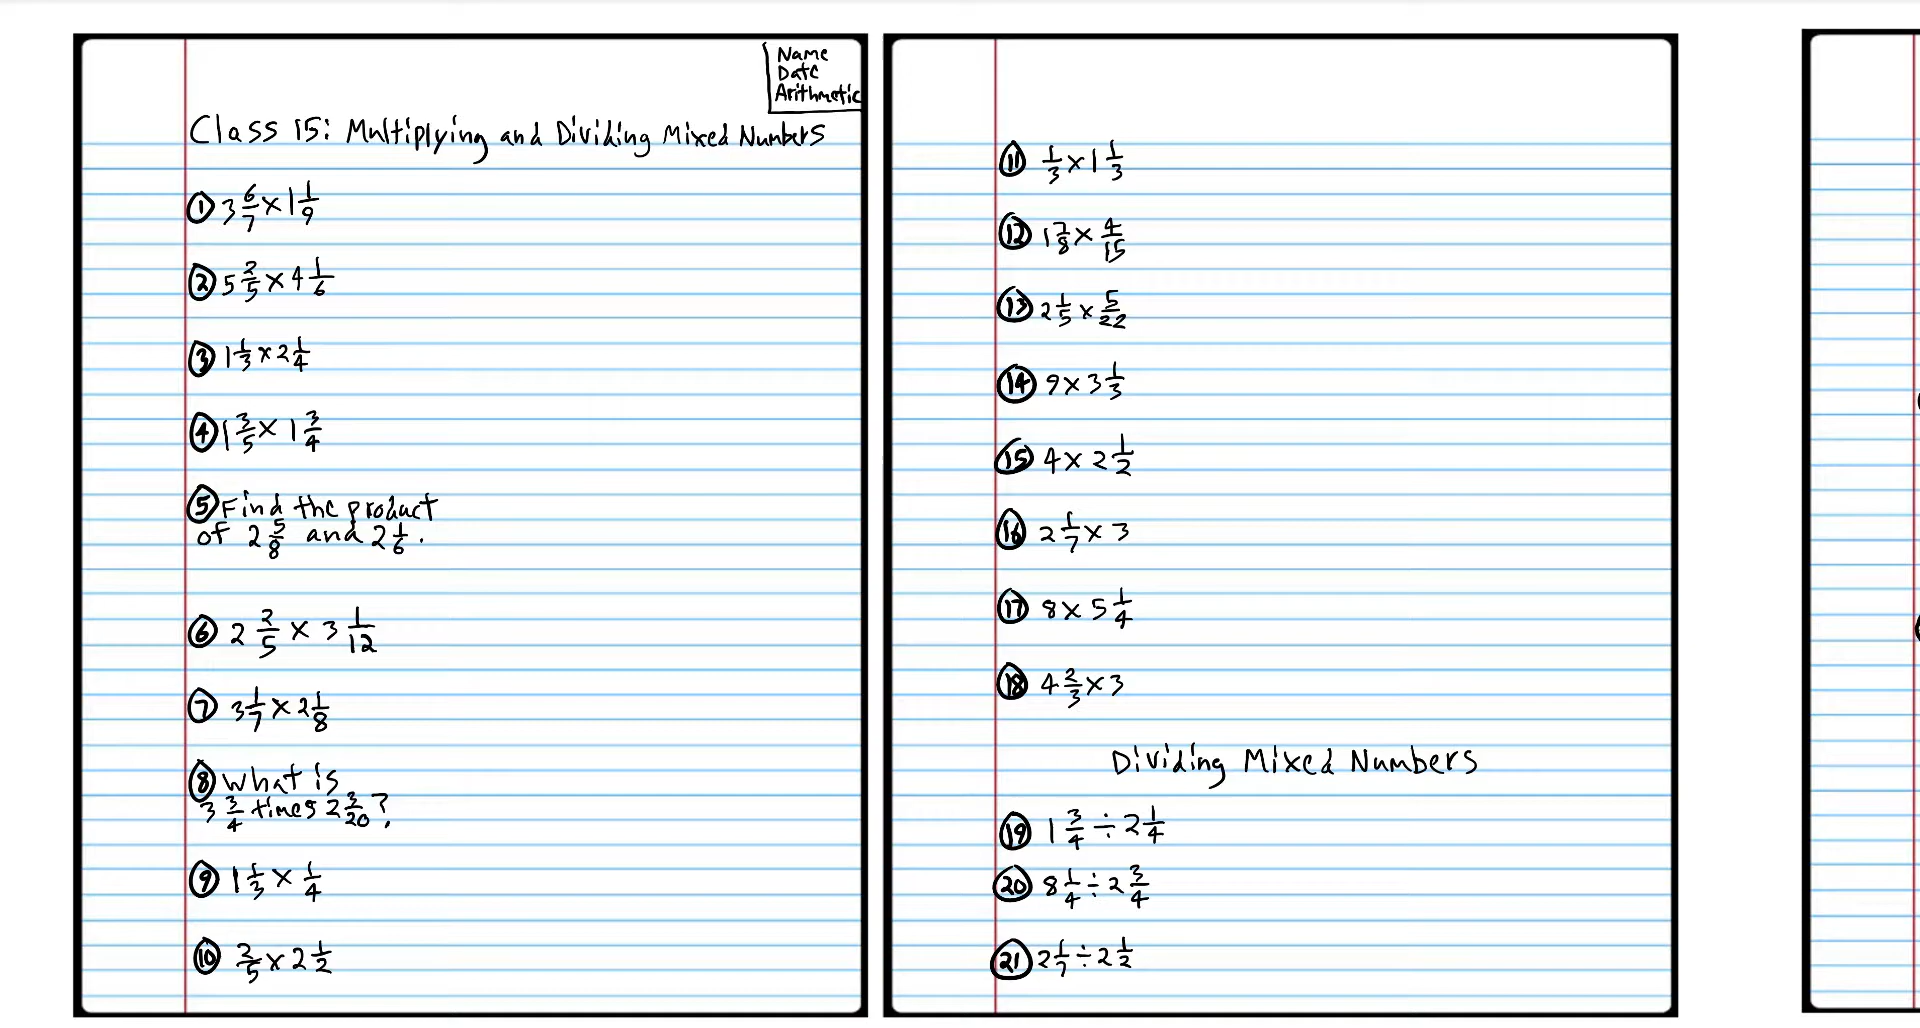 Name
Date
Arithmetic
Class 15: Multiplying and Dividing Mixed Numbers
① 3 6/7 × 1 1/9
② 5 2/5 × 4 1/6
③ 1 1/3 × 2 1/4
④ 1 3/5 × 1 3/4
⑤ Find the product
of 2 5/8 and 2 1/6.
⑥ 2 2/5 × 3 1/12
⑦ 3 1/7 × 2 1/8
⑧ What is
3 3/4 times 2 3/20?
⑨ 1 1/3 × 1/4
⑩ 2/5 × 2 1/2
⑪ 1/3 × 1 1/3
⑫ 1 7/8 × 4/15
⑬ 2 1/5 × 5/22
⑭ 9 × 3 1/3
⑮ 4 × 2 1/2
⑯ 2 1/7 × 3
⑰ 8 × 5 1/4
⑱ 4 2/3 × 3
Dividing Mixed Numbers
⑲ 1 3/4 ÷ 2 1/4
⑳ 8 1/4 ÷ 2 3/4
㉑ 2 1/7 ÷ 2 1/2